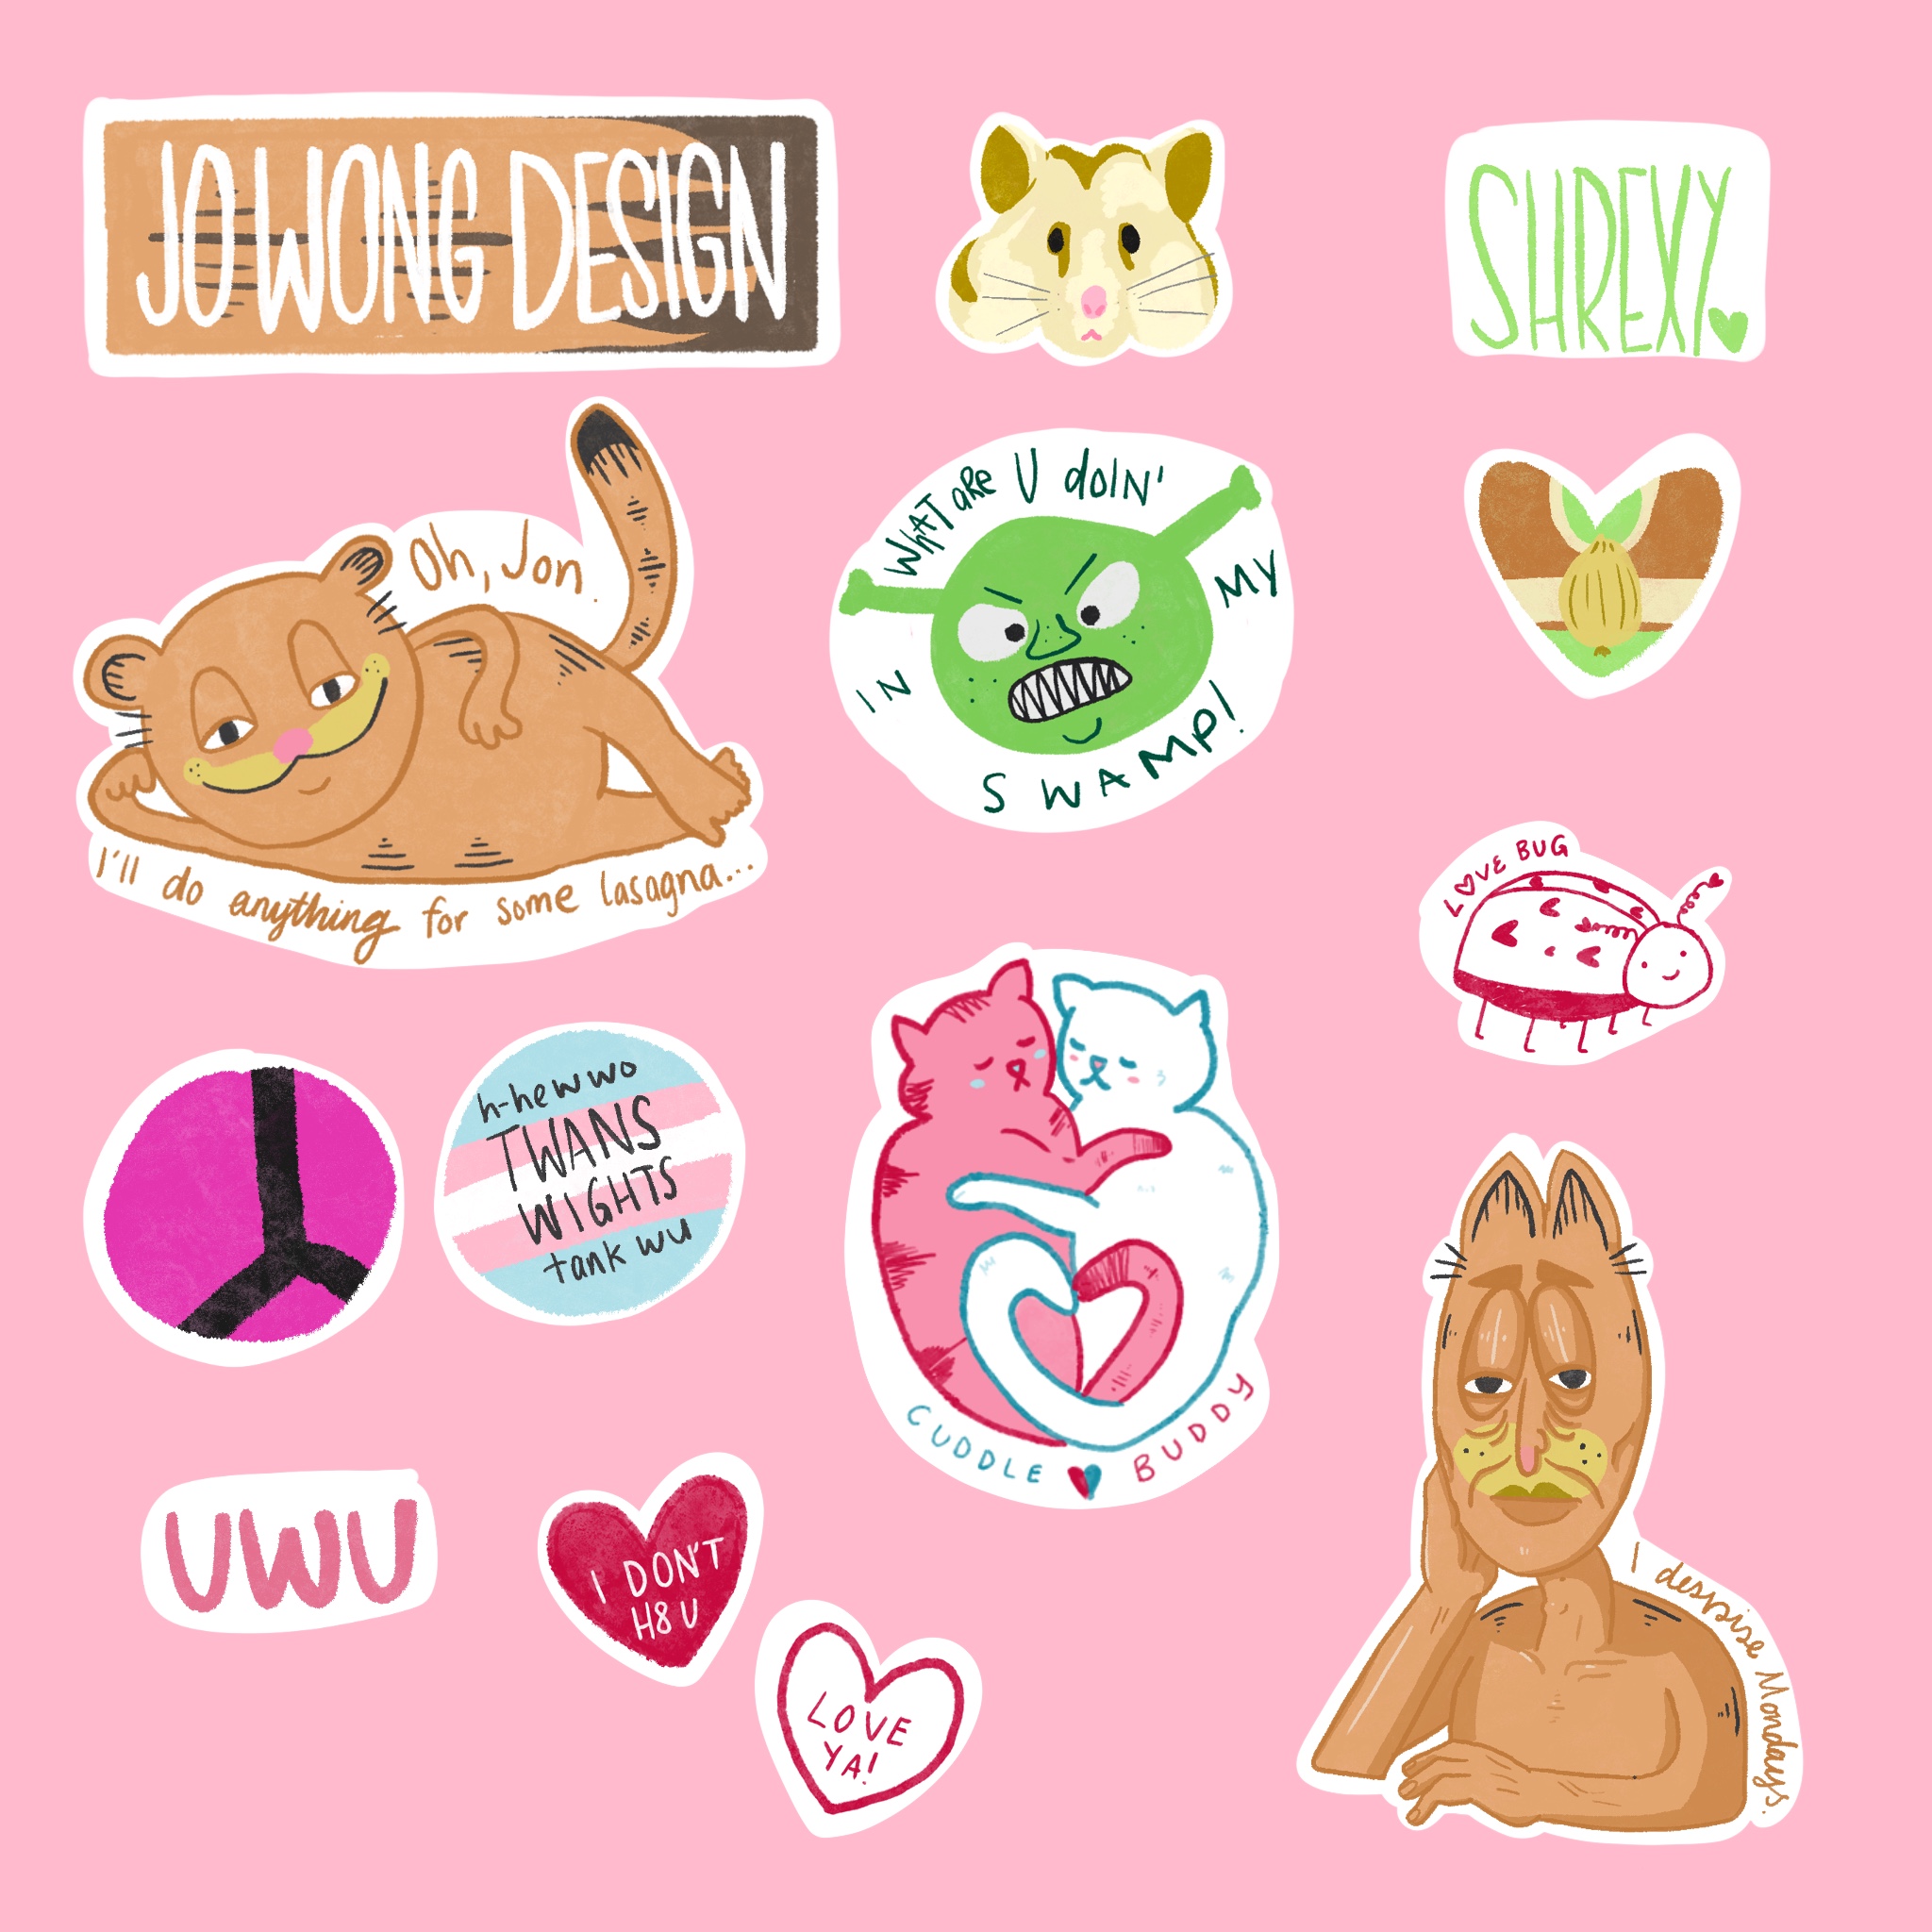 JO WONG DESIGN
SHREXY
Oh, Jon.
I'll do anything for some lasagna...
WhAT aRe U doIN'
IN MY
SWAMP!
LOVE BUG
h-hewwo
TWANS
WIGHTS
tank wu
CUDDLE BUDDY
UWU
I DON'T
H8 U
LOVE
YA!
I despise Mondays.